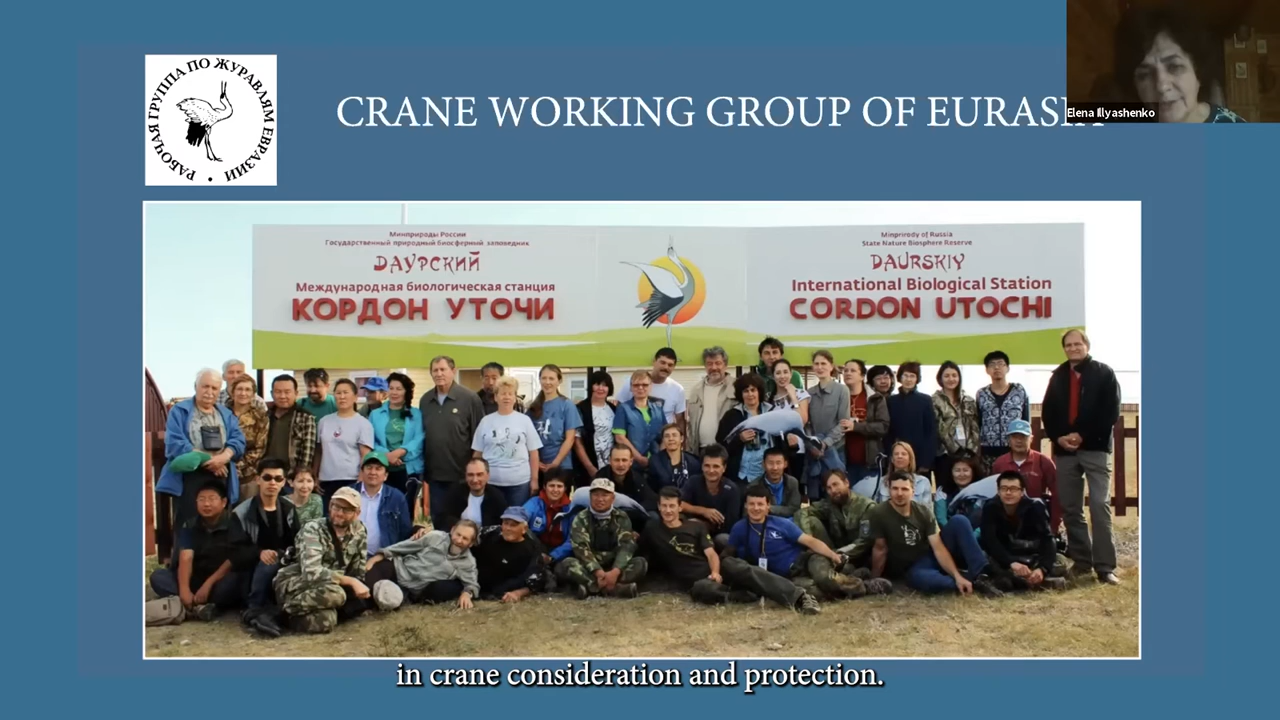 РАБОЧАЯ ГРУППА ПО ЖУРАВЛЯМ ЕВРАЗИИ •
CRANE WORKING GROUP OF EURASIA
Elena Ilyashenko
Минприроды России
Государственный природный биосферный заповедник
ДАУРСКИЙ
Международная биологическая станция
КОРДОН УТОЧИ
Minprirody of Russia
State Nature Biosphere Reserve
DAURSKIY
International Biological Station
CORDON UTOCHI
in crane consideration and protection.